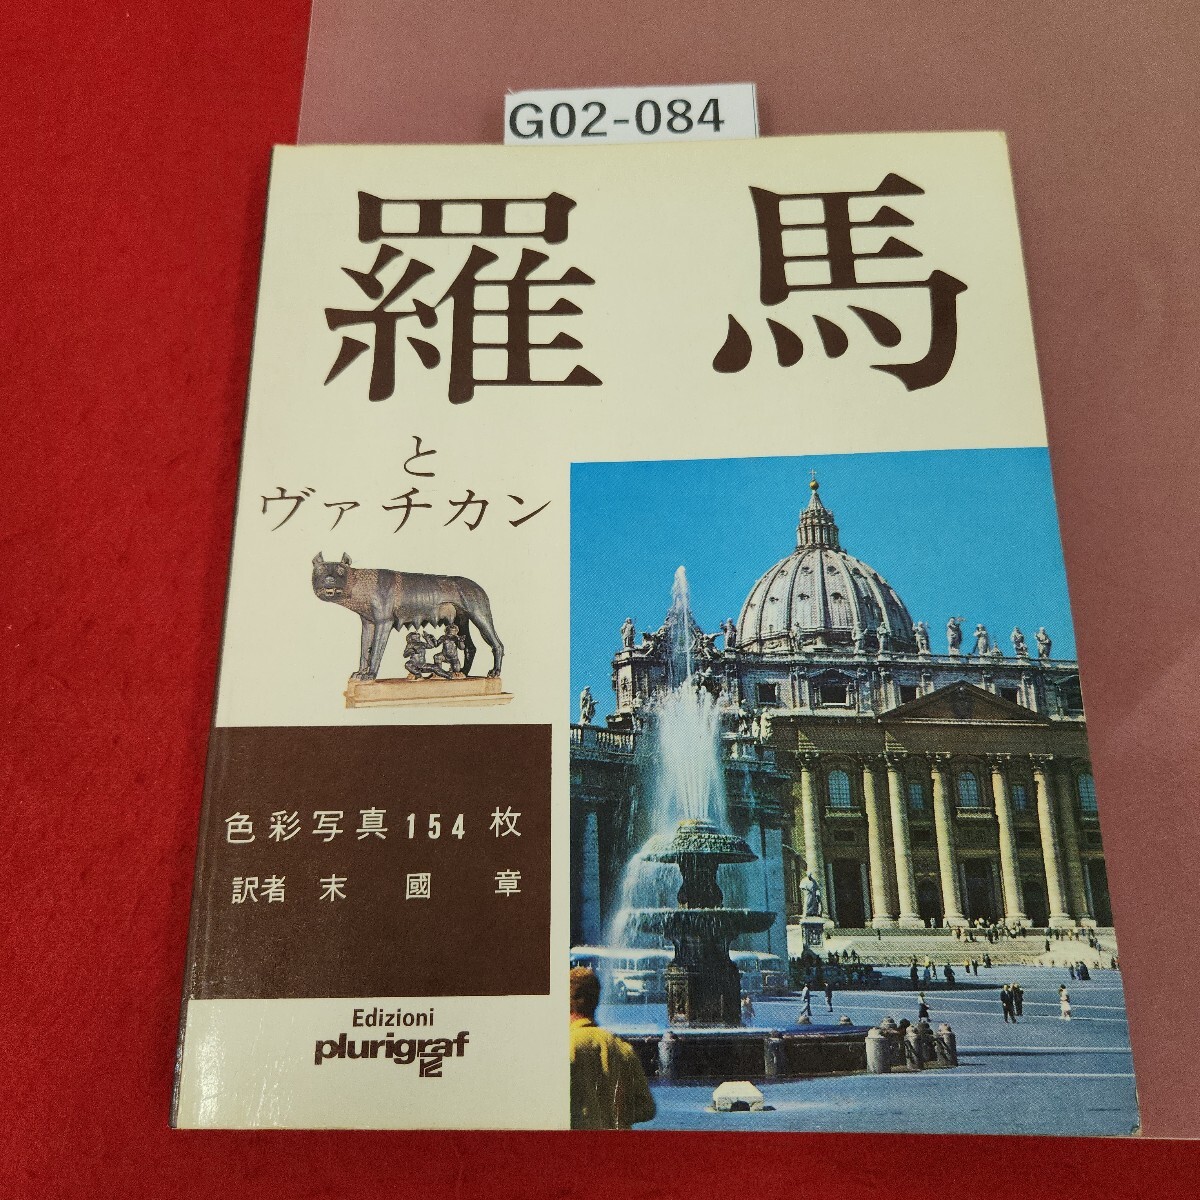 G02-084
羅馬
と
ヴァチカン
色彩写真154枚
訳者 末國章
Edizioni
plurigraf